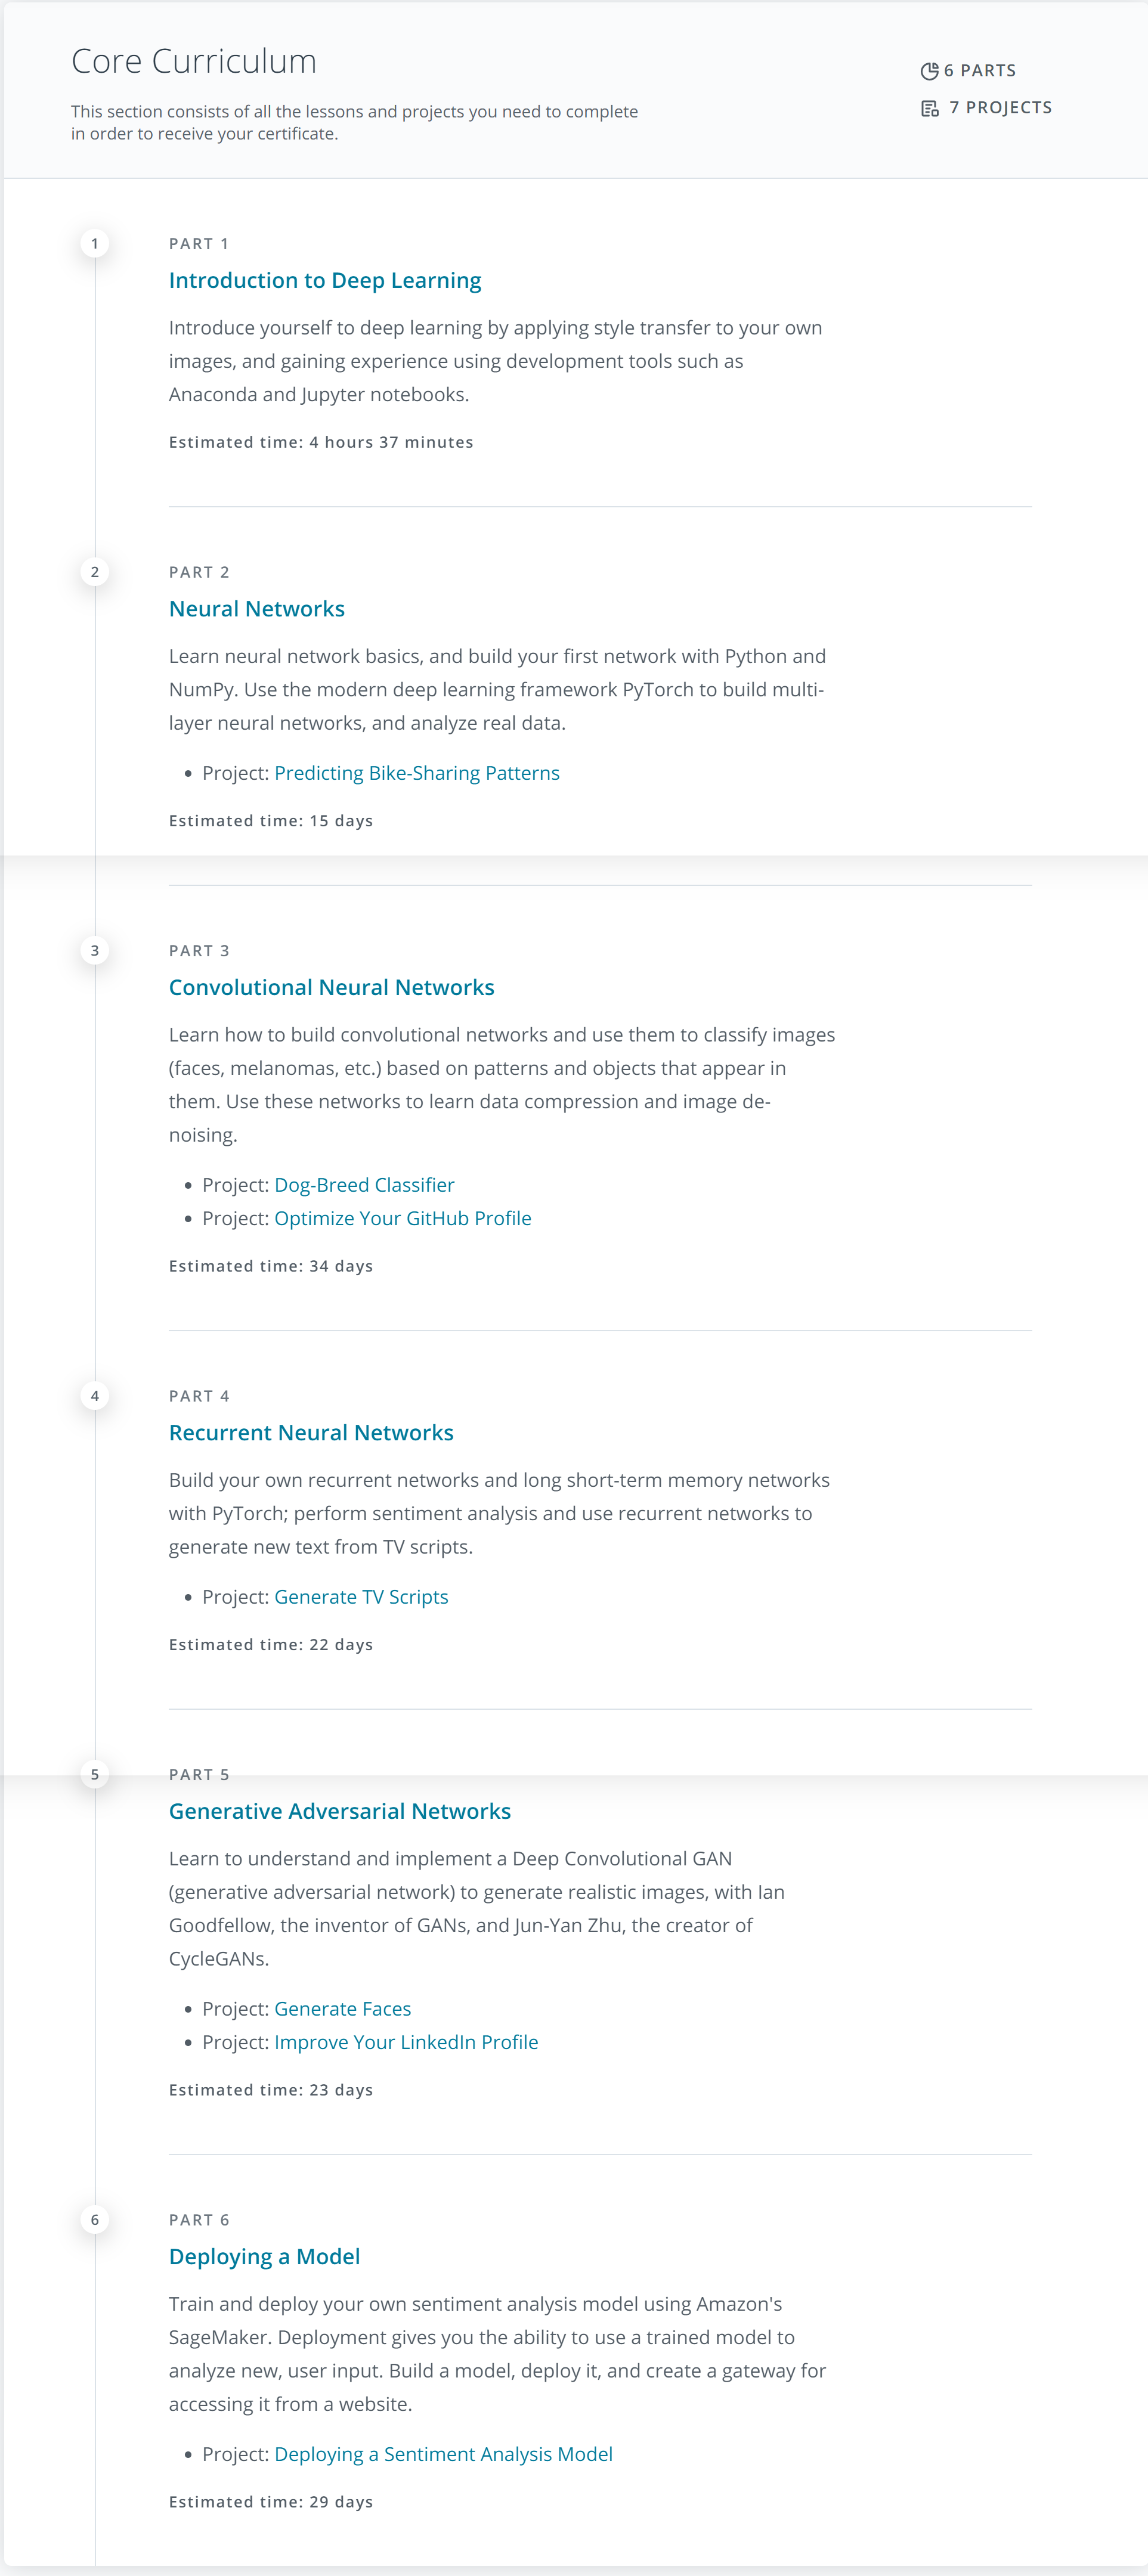 Core Curriculum
This section consists of all the lessons and projects you need to complete
in order to receive your certificate.
6 PARTS
7 PROJECTS
1
PART 1
Introduction to Deep Learning
Introduce yourself to deep learning by applying style transfer to your own
images, and gaining experience using development tools such as
Anaconda and Jupyter notebooks.
Estimated time: 4 hours 37 minutes
2
PART 2
Neural Networks
Learn neural network basics, and build your first network with Python and
NumPy. Use the modern deep learning framework PyTorch to build multi-
layer neural networks, and analyze real data.
• Project: Predicting Bike-Sharing Patterns
Estimated time: 15 days
3
PART 3
Convolutional Neural Networks
Learn how to build convolutional networks and use them to classify images
(faces, melanomas, etc.) based on patterns and objects that appear in
them. Use these networks to learn data compression and image de-
noising.
• Project: Dog-Breed Classifier
• Project: Optimize Your GitHub Profile
Estimated time: 34 days
4
PART 4
Recurrent Neural Networks
Build your own recurrent networks and long short-term memory networks
with PyTorch; perform sentiment analysis and use recurrent networks to
generate new text from TV scripts.
• Project: Generate TV Scripts
Estimated time: 22 days
5
PART 5
Generative Adversarial Networks
Learn to understand and implement a Deep Convolutional GAN
(generative adversarial network) to generate realistic images, with Ian
Goodfellow, the inventor of GANs, and Jun-Yan Zhu, the creator of
CycleGANs.
• Project: Generate Faces
• Project: Improve Your LinkedIn Profile
Estimated time: 23 days
6
PART 6
Deploying a Model
Train and deploy your own sentiment analysis model using Amazon's
SageMaker. Deployment gives you the ability to use a trained model to
analyze new, user input. Build a model, deploy it, and create a gateway for
accessing it from a website.
• Project: Deploying a Sentiment Analysis Model
Estimated time: 29 days